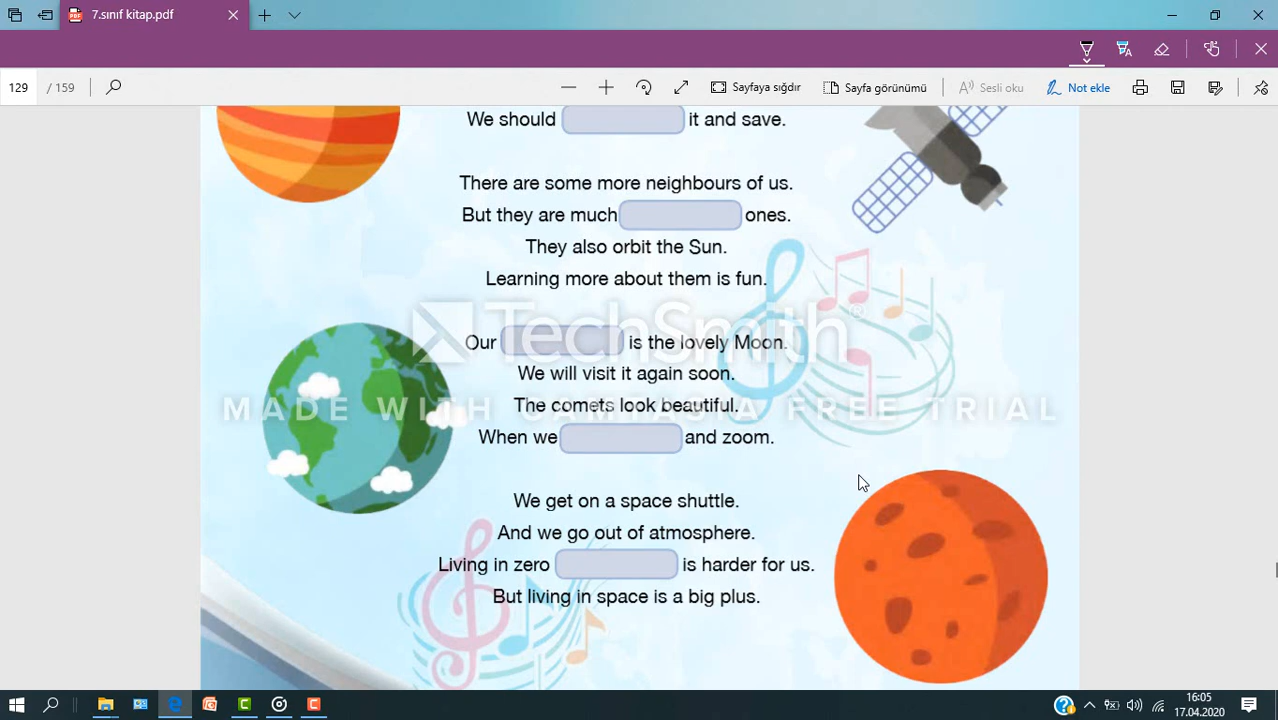 7.sınıf kitap.pdf
129 / 159
Sayfaya sığdır
Sayfa görünümü
Sesli oku
Not ekle
We should it and save.
There are some more neighbours of us.
But they are much ones.
They also orbit the Sun.
Learning more about them is fun.
TechSmith®
Our is the lovely Moon.
We will visit it again soon.
MADE WITH CAMTASIA FREE TRIAL
The comets look beautiful.
When we and zoom.
We get on a space shuttle.
And we go out of atmosphere.
Living in zero is harder for us.
But living in space is a big plus.
16:05
17.04.2020